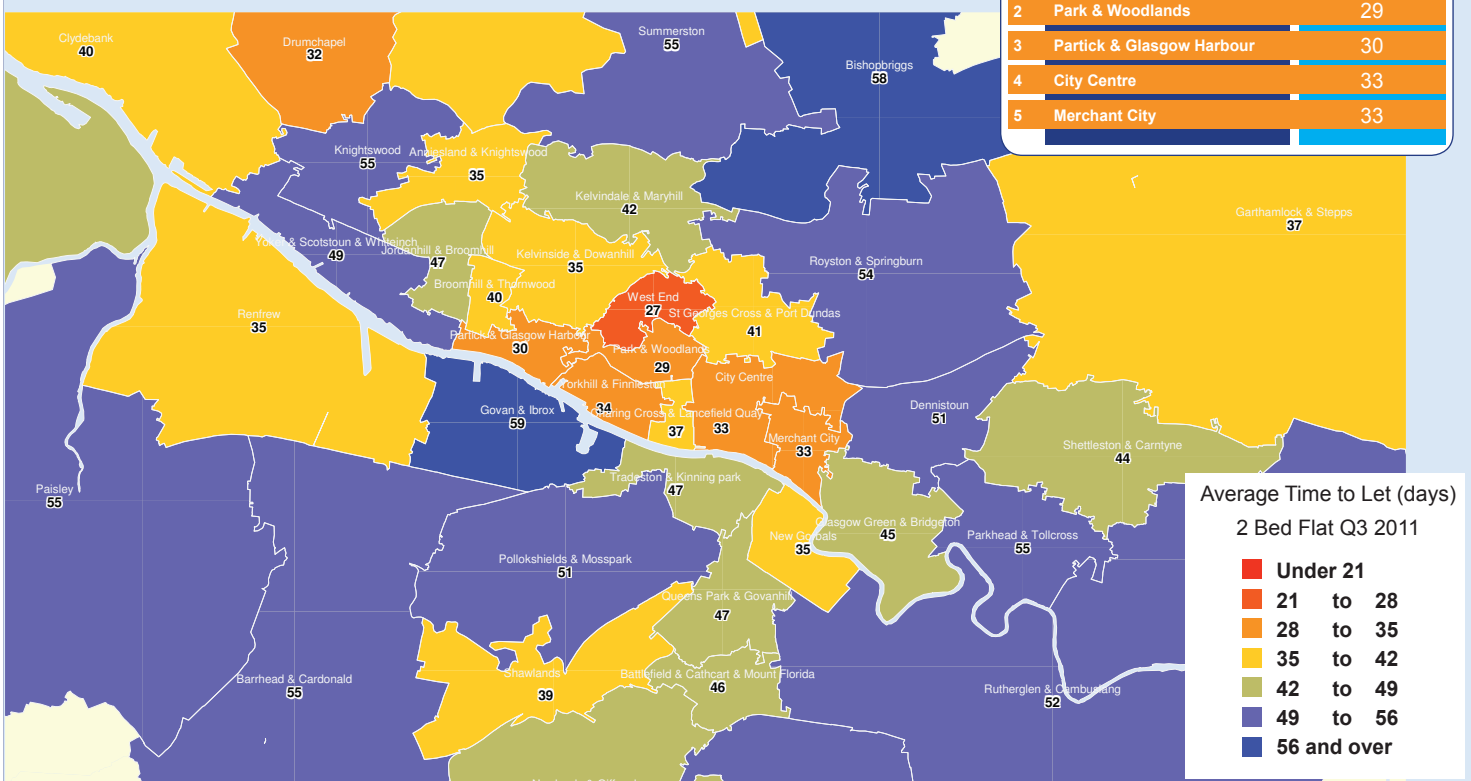 2 Park & Woodlands 29
3 Partick & Glasgow Harbour 30
4 City Centre 33
5 Merchant City 33
Clydebank
40
Drumchapel
32
Summerston
55
Bishopbriggs
58
Knightswood
55
Anniesland & Knightswood
35
Kelvindale & Maryhill
42
Garthamlock & Stepps
37
Yoker & Scotstoun & Whiteinch
49
Jordanhill & Broomhill
47
Kelvinside & Dowanhill
35
Royston & Springburn
54
Broomhill & Thornwood
40
West End
27
St Georges Cross & Port Dundas
41
Renfrew
35
Partick & Glasgow Harbour
30
Park & Woodlands
29
City Centre
33
Yorkhill & Finnieston
34
Charing Cross & Lancefield Quay
37
Govan & Ibrox
59
Dennistoun
51
Merchant City
33
Shettleston & Carntyne
44
Paisley
55
Tradeston & Kinning park
47
New Gorbals
35
Glasgow Green & Bridgeton
45
Parkhead & Tollcross
55
Pollokshields & Mosspark
51
Queens Park & Govanhill
47
Barrhead & Cardonald
55
Shawlands
39
Battlefield & Cathcart & Mount Florida
46
Rutherglen & Cambuslang
52
Average Time to Let (days)
2 Bed Flat Q3 2011
Under 21
21 to 28
28 to 35
35 to 42
42 to 49
49 to 56
56 and over